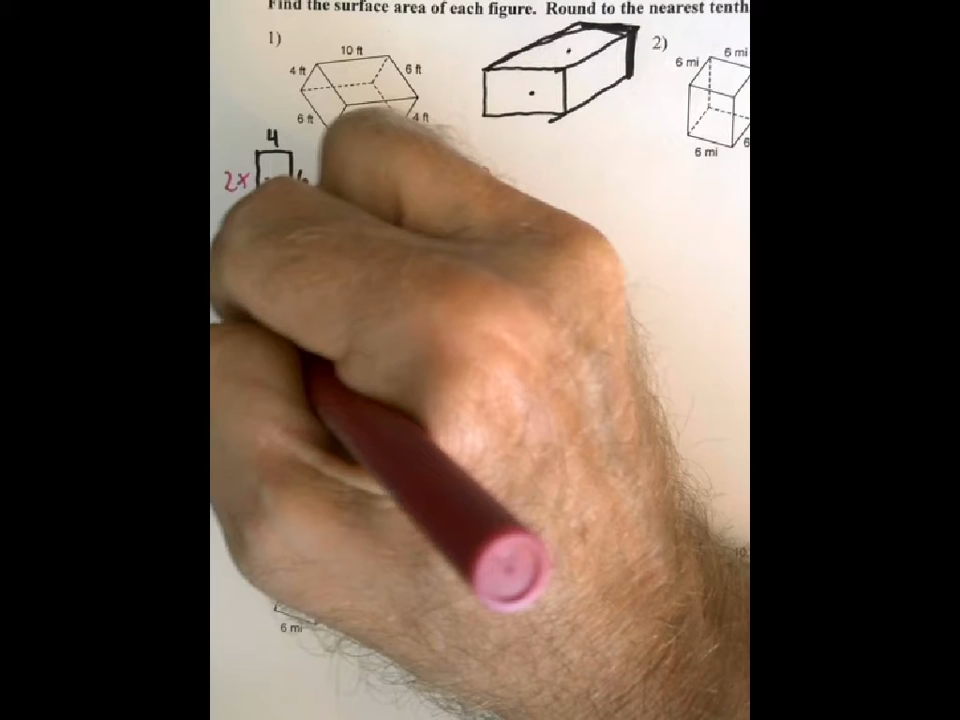 Find the surface area of each figure. Round to the nearest tenth
1)
10 ft
4 ft
6 ft
6 ft
4 ft
2)
6 mi
6 mi
6 mi
4
2x
6 mi